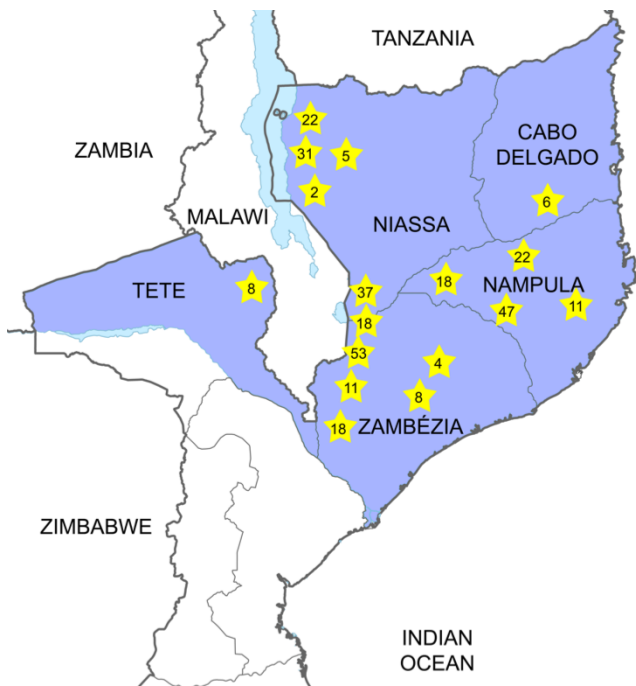 TANZANIA
22
CABO
DELGADO
ZAMBIA
31
5
2
6
MALAWI
NIASSA
22
TETE
8
37
18
NAMPULA
47
11
18
53
4
11
8
18
ZAMBÉZIA
ZIMBABWE
INDIAN
OCEAN